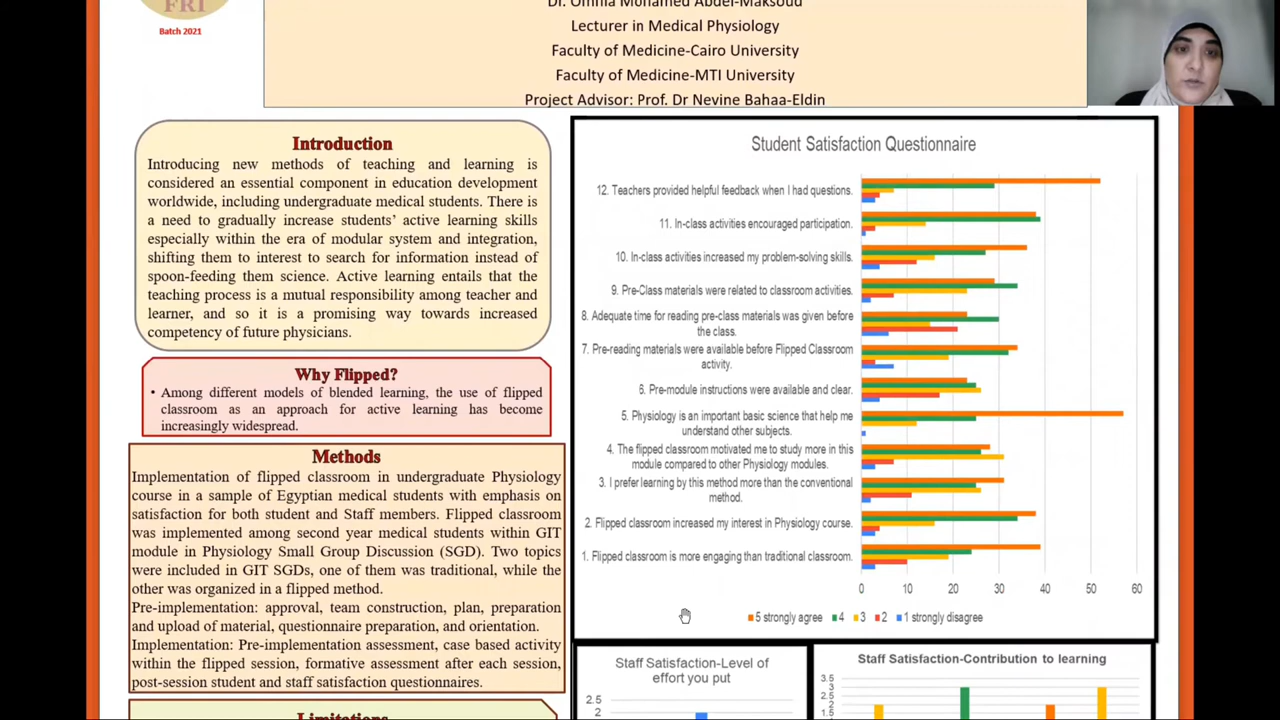 FRI
Batch 2021
Dr. Omnia Mohamed Abdel-Maksoud
Lecturer in Medical Physiology
Faculty of Medicine-Cairo University
Faculty of Medicine-MTI University
Project Advisor: Prof. Dr Nevine Bahaa-Eldin
Introduction
Introducing new methods of teaching and learning is
considered an essential component in education development
worldwide, including undergraduate medical students. There is
a need to gradually increase students' active learning skills
especially within the era of modular system and integration,
shifting them to interest to search for information instead of
spoon-feeding them science. Active learning entails that the
teaching process is a mutual responsibility among teacher and
learner, and so it is a promising way towards increased
competency of future physicians.
Why Flipped?
• Among different models of blended learning, the use of flipped
classroom as an approach for active learning has become
increasingly widespread.
Methods
Implementation of flipped classroom in undergraduate Physiology
course in a sample of Egyptian medical students with emphasis on
satisfaction for both student and Staff members. Flipped classroom
was implemented among second year medical students within GIT
module in Physiology Small Group Discussion (SGD). Two topics
were included in GIT SGDs, one of them was traditional, while the
other was organized in a flipped method.
Pre-implementation: approval, team construction, plan, preparation
and upload of material, questionnaire preparation, and orientation.
Implementation: Pre-implementation assessment, case based activity
within the flipped session, formative assessment after each session,
post-session student and staff satisfaction questionnaires.
Limitations
Student Satisfaction Questionnaire
12. Teachers provided helpful feedback when I had questions.
11. In-class activities encouraged participation.
10. In-class activities increased my problem-solving skills.
9. Pre-Class materials were related to classroom activities.
8. Adequate time for reading pre-class materials was given before
the class.
7. Pre-reading materials were available before Flipped Classroom
activity.
6. Pre-module instructions were available and clear.
5. Physiology is an important basic science that help me
understand other subjects.
4. The flipped classroom motivated me to study more in this
module compared to other Physiology modules.
3. I prefer learning by this method more than the conventional
method.
2. Flipped classroom increased my interest in Physiology course.
1. Flipped classroom is more engaging than traditional classroom.
0 10 20 30 40 50 60
5 strongly agree 4 3 2 1 strongly disagree
Staff Satisfaction-Level of
effort you put
2.5
2
Staff Satisfaction-Contribution to learning
3.5
3
2.5
2
1.5